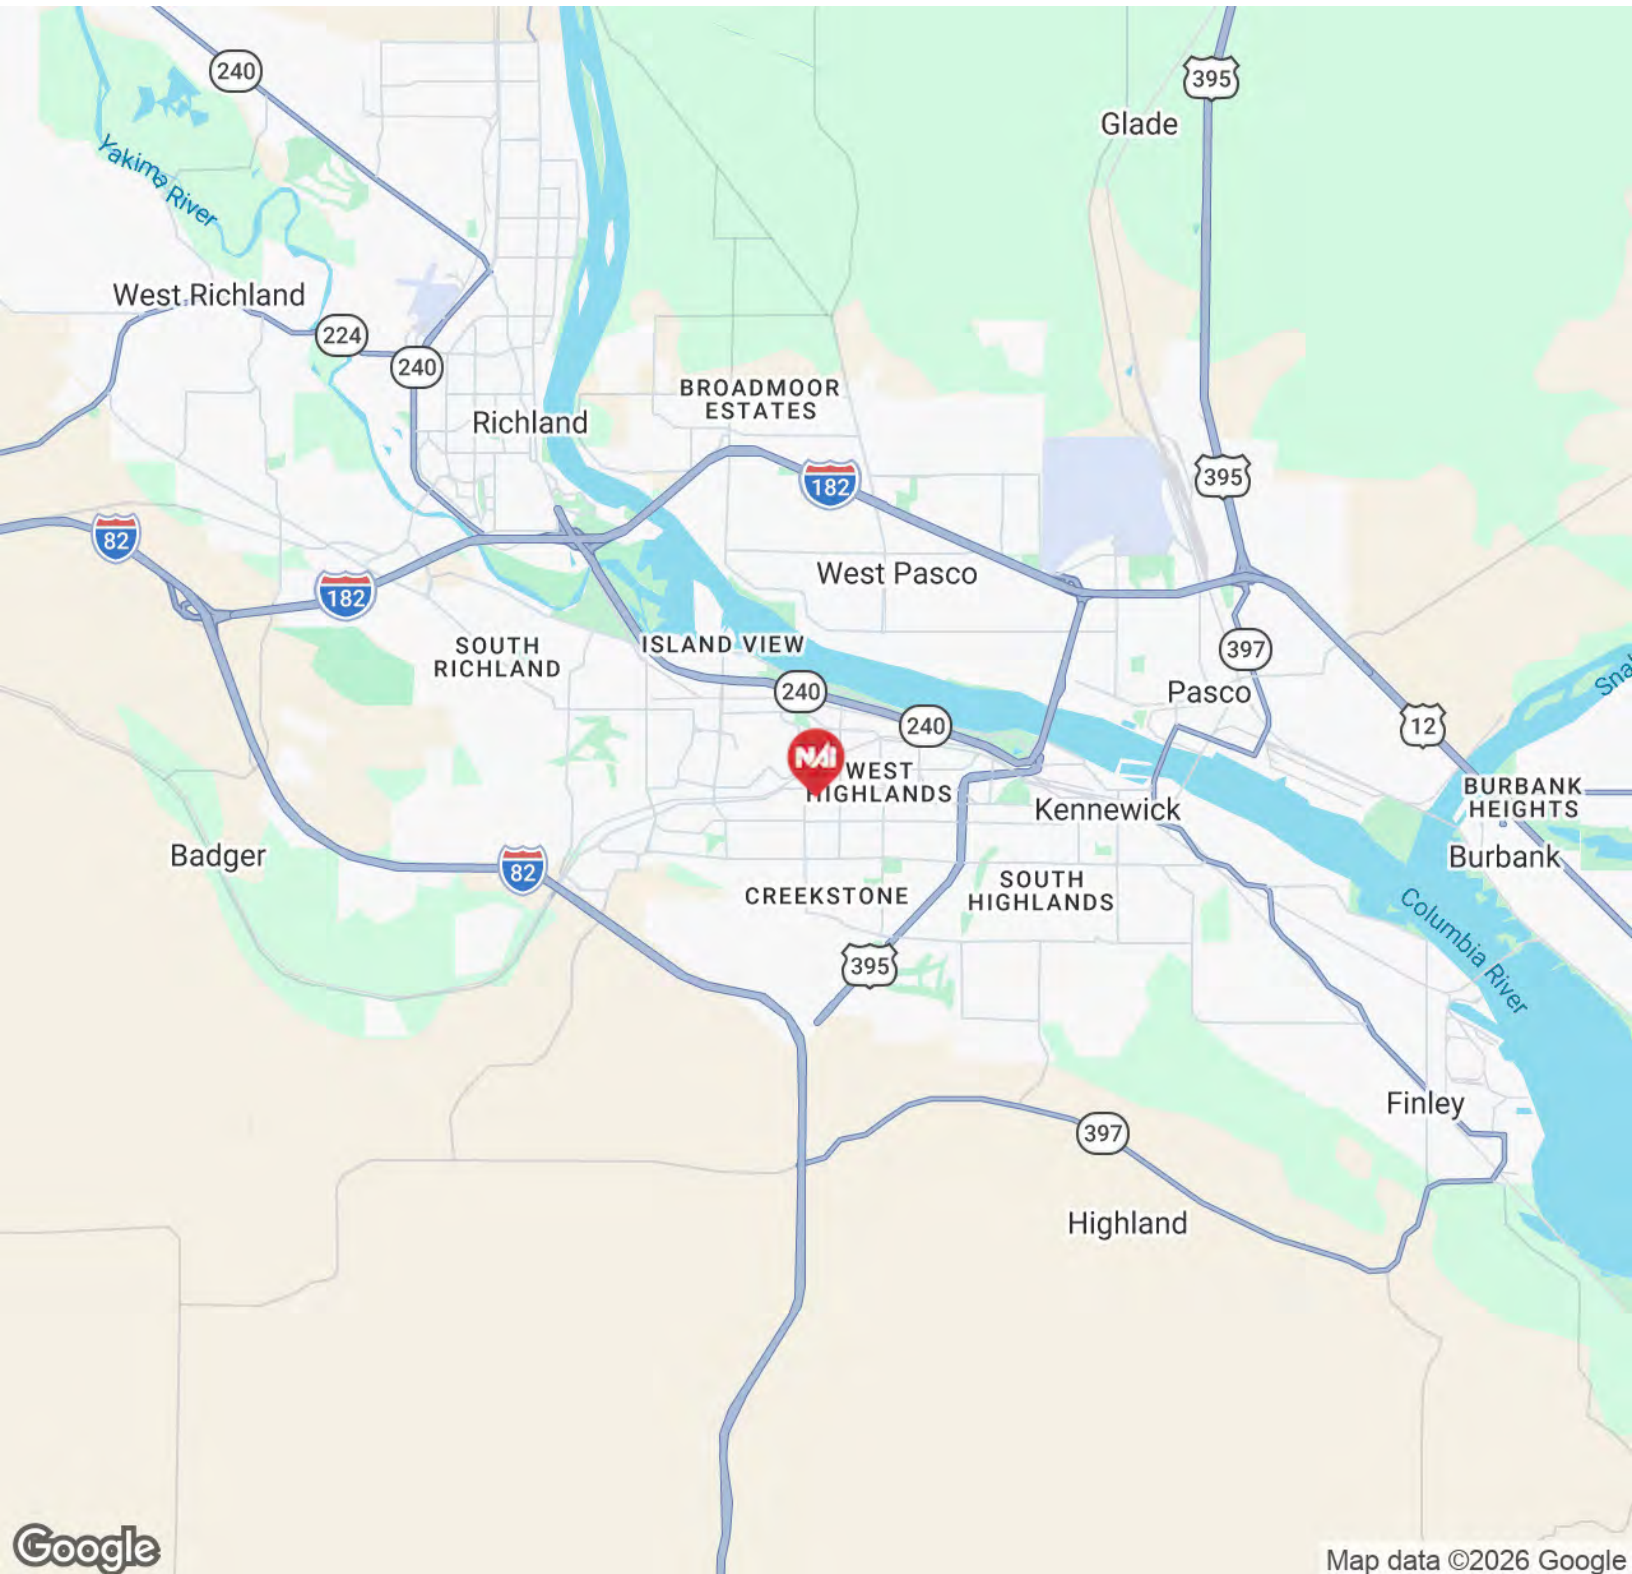 240
395
Glade
Yakima River
West Richland
224
240
BROADMOOR
ESTATES
Richland
395
182
82
West Pasco
182
SOUTH
RICHLAND
ISLAND VIEW
397
240
Pasco
240
12
NAI
WEST
HIGHLANDS
BURBANK
HEIGHTS
Kennewick
Badger
82
Burbank
CREEKSTONE
SOUTH
HIGHLANDS
Columbia River
395
Finley
397
Highland
Google
Map data ©2026 Google